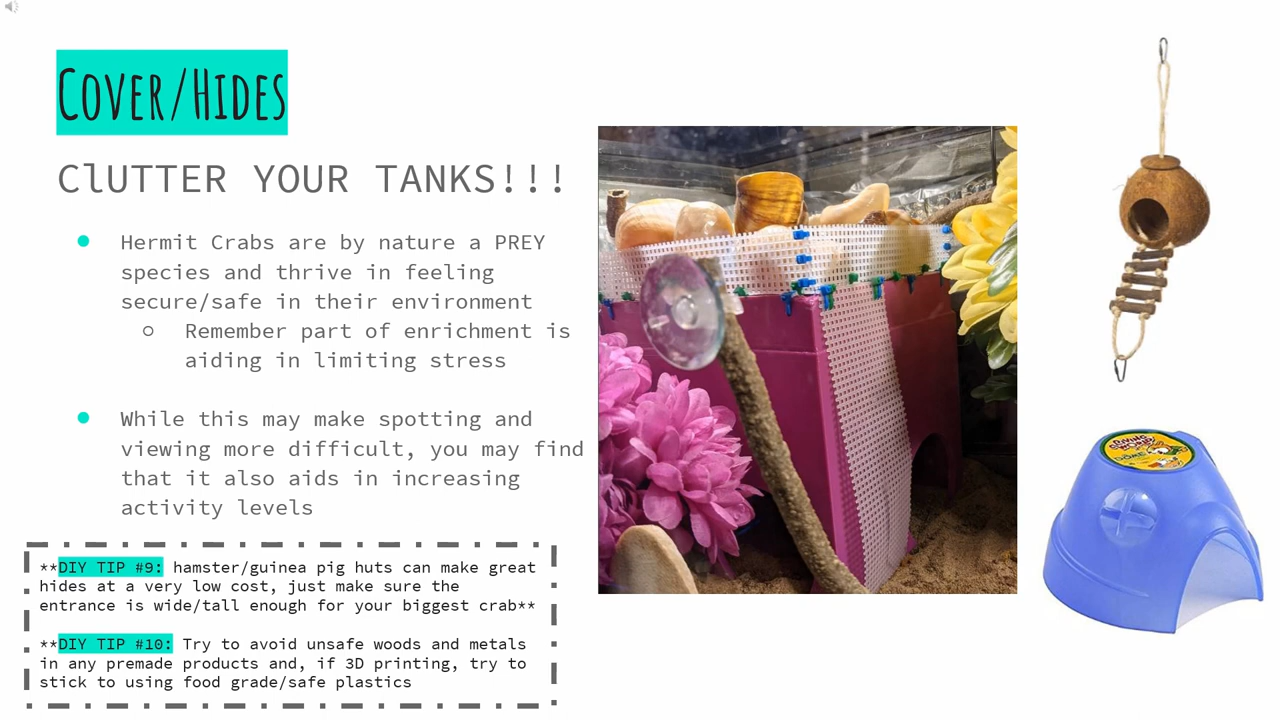 Cover/Hides
ClUTTER YOUR TANKS!!!
● Hermit Crabs are by nature a PREY
species and thrive in feeling
secure/safe in their environment
○ Remember part of enrichment is
aiding in limiting stress
● While this may make spotting and
viewing more difficult, you may find
that it also aids in increasing
activity levels
**DIY TIP #9: hamster/guinea pig huts can make great
hides at a very low cost, just make sure the
entrance is wide/tall enough for your biggest crab**
**DIY TIP #10: Try to avoid unsafe woods and metals
in any premade products and, if 3D printing, try to
stick to using food grade/safe plastics
LIVING
WORLD
DOME